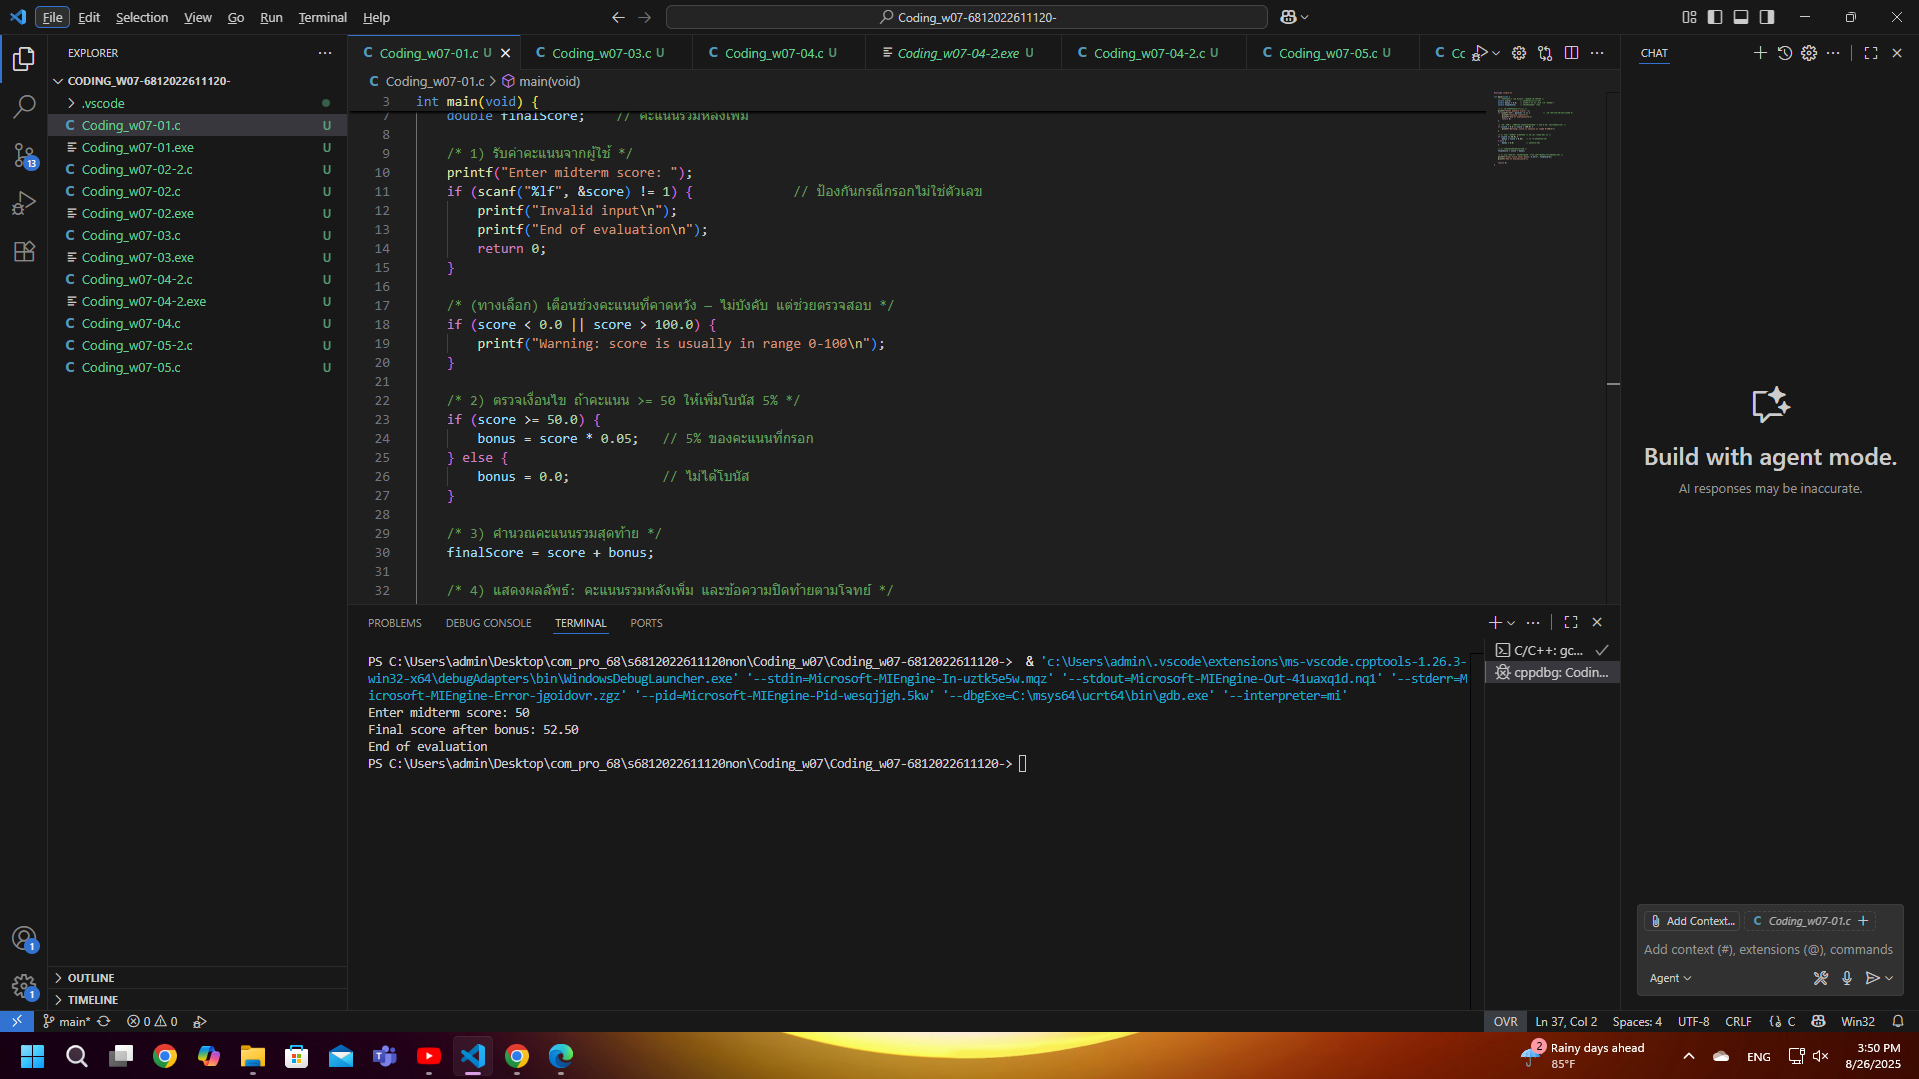 File Edit Selection View Go Run Terminal Help
Coding_w07-6812022611120-
EXPLORER
CODING_W07-6812022611120-
.vscode
Coding_w07-01.c U
Coding_w07-01.exe U
Coding_w07-02-2.c U
Coding_w07-02.c U
Coding_w07-02.exe U
Coding_w07-03.c U
Coding_w07-03.exe U
Coding_w07-04-2.c U
Coding_w07-04-2.exe U
Coding_w07-04.c U
Coding_w07-05-2.c U
Coding_w07-05.c U
OUTLINE
TIMELINE
13
1
1
Coding_w07-01.c U Coding_w07-03.c U Coding_w07-04.c U Coding_w07-04-2.exe U Coding_w07-04-2.c U Coding_w07-05.c U Cc
Coding_w07-01.c > main(void)
3 int main(void) {
7 double finalScore; // คะแนนรวมหลังเพิ่ม
8
9 /* 1) รับค่าคะแนนจากผู้ใช้ */
10 printf("Enter midterm score: ");
11 if (scanf("%lf", &score) != 1) { // ป้องกันกรณีกรอกไม่ใช่ตัวเลข
12 printf("Invalid input\n");
13 printf("End of evaluation\n");
14 return 0;
15 }
16
17 /* (ทางเลือก) เตือนช่วงคะแนนที่คาดหวัง — ไม่บังคับ แต่ช่วยตรวจสอบ */
18 if (score < 0.0 || score > 100.0) {
19 printf("Warning: score is usually in range 0-100\n");
20 }
21
22 /* 2) ตรวจเงื่อนไข ถ้าคะแนน >= 50 ให้เพิ่มโบนัส 5% */
23 if (score >= 50.0) {
24 bonus = score * 0.05; // 5% ของคะแนนที่กรอก
25 } else {
26 bonus = 0.0; // ไม่ได้โบนัส
27 }
28
29 /* 3) คำนวณคะแนนรวมสุดท้าย */
30 finalScore = score + bonus;
31
32 /* 4) แสดงผลลัพธ์: คะแนนรวมหลังเพิ่ม และข้อความปิดท้ายตามโจทย์ */
PROBLEMS DEBUG CONSOLE TERMINAL PORTS
PS C:\Users\admin\Desktop\com_pro_68\s6812022611120non\Coding_w07\Coding_w07-6812022611120-> & 'c:\Users\admin\.vscode\extensions\ms-vscode.cpptools-1.26.3-
win32-x64\debugAdapters\bin\WindowsDebugLauncher.exe' '--stdin=Microsoft-MIEngine-In-uztk5e5w.mqz' '--stdout=Microsoft-MIEngine-Out-41uaxq1d.nq1' '--stderr=M
icrosoft-MIEngine-Error-jgoidovr.zgz' '--pid=Microsoft-MIEngine-Pid-wesqjjgh.5kw' '--dbgExe=C:\msys64\ucrt64\bin\gdb.exe' '--interpreter=mi'
Enter midterm score: 50
Final score after bonus: 52.50
End of evaluation
PS C:\Users\admin\Desktop\com_pro_68\s6812022611120non\Coding_w07\Coding_w07-6812022611120->
C/C++: gc...
cppdbg: Codin...
CHAT
Build with agent mode.
AI responses may be inaccurate.
Add Context... Coding_w07-01.c
Add context (#), extensions (@), commands
Agent
main* 0 0
OVR Ln 37, Col 2 Spaces: 4 UTF-8 CRLF {} C Win32
2 Rainy days ahead
85°F
ENG
3:50 PM
8/26/2025